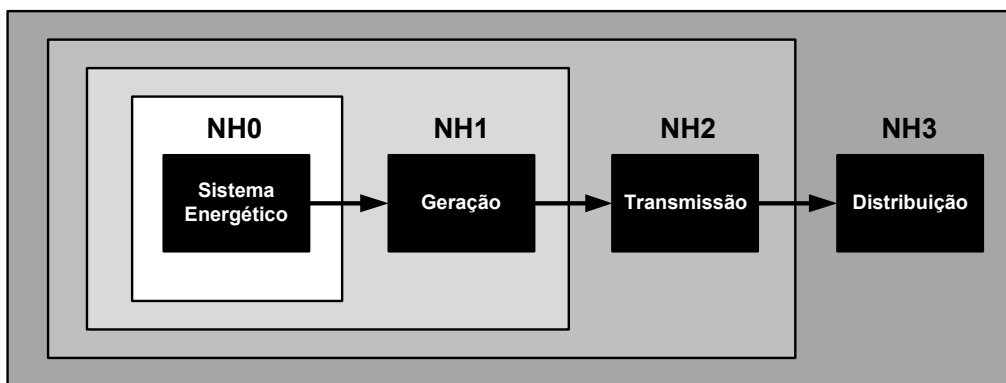 NH0
NH1
NH2
NH3
Sistema
Energético
Geração
Transmissão
Distribuição